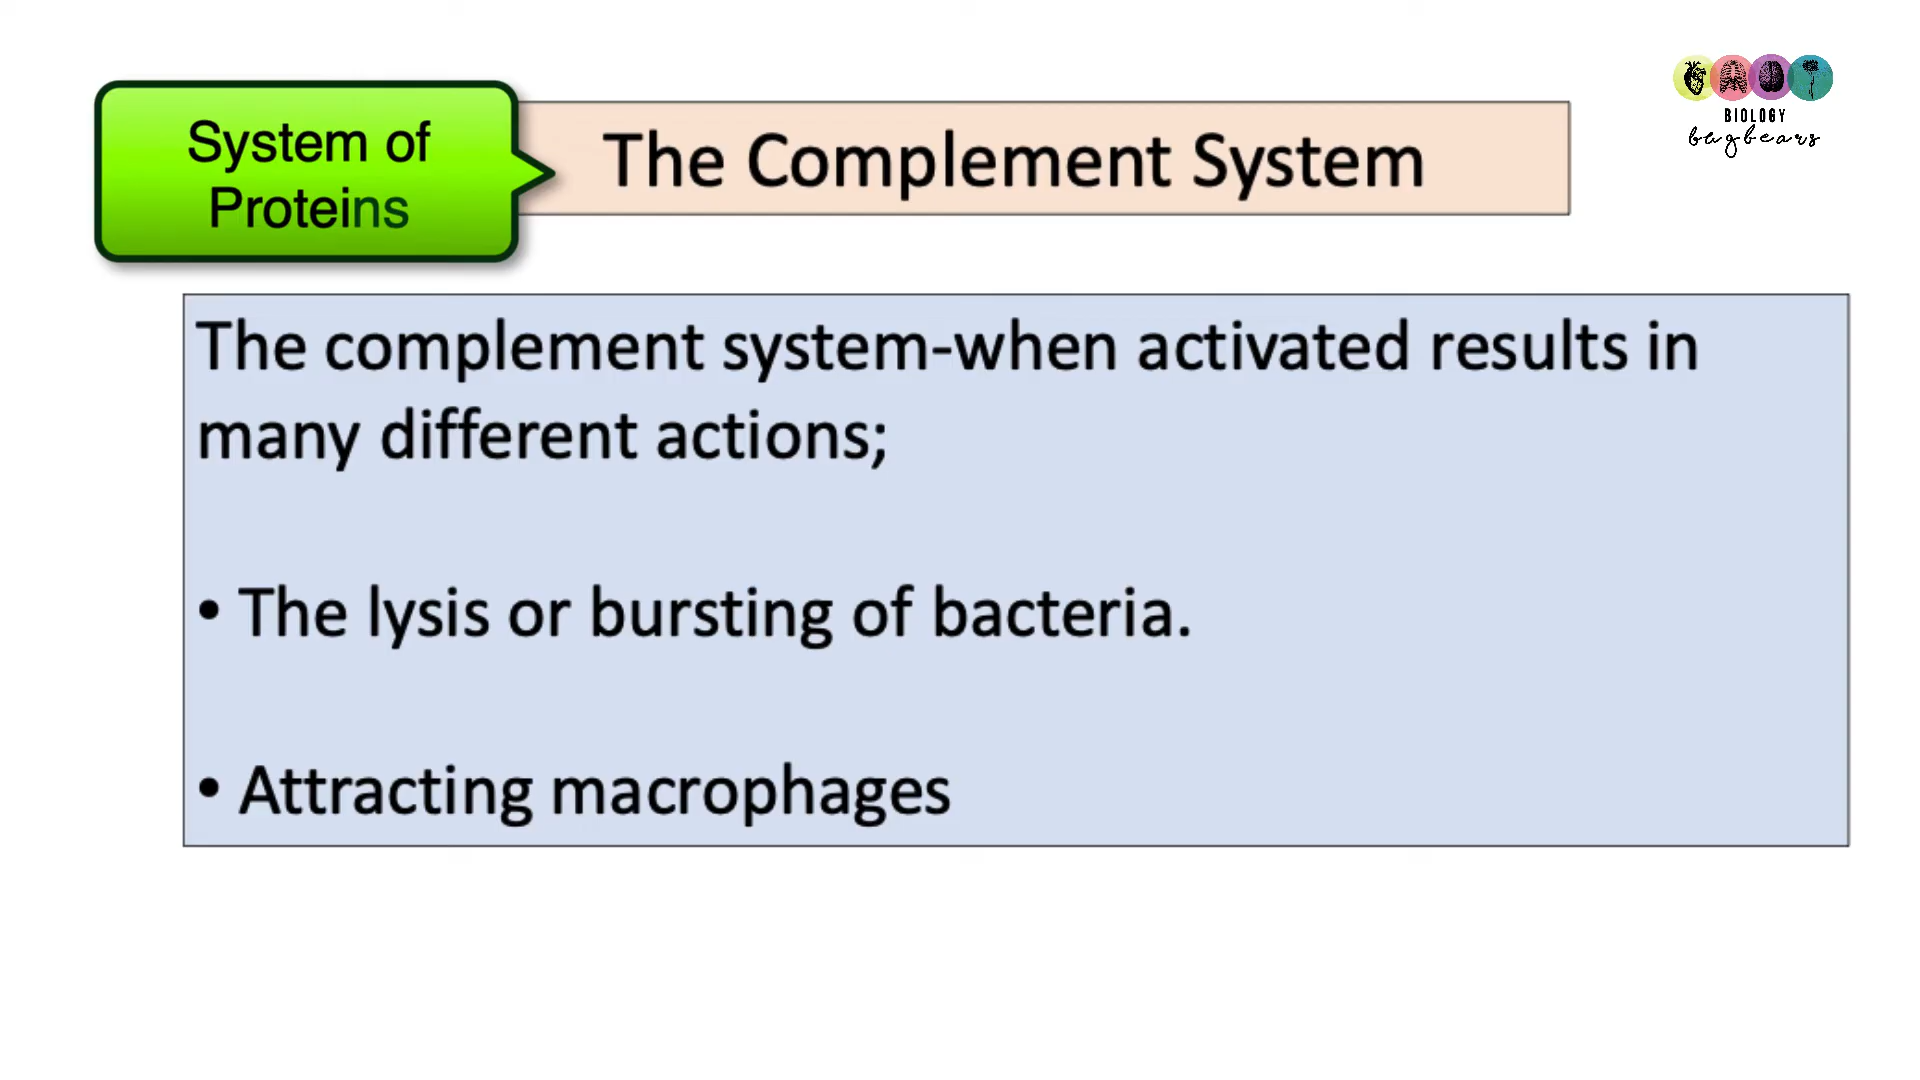 System of
Proteins
The Complement System
BIOLOGY
bugbears
The complement system-when activated results in
many different actions;
• The lysis or bursting of bacteria.
• Attracting macrophages